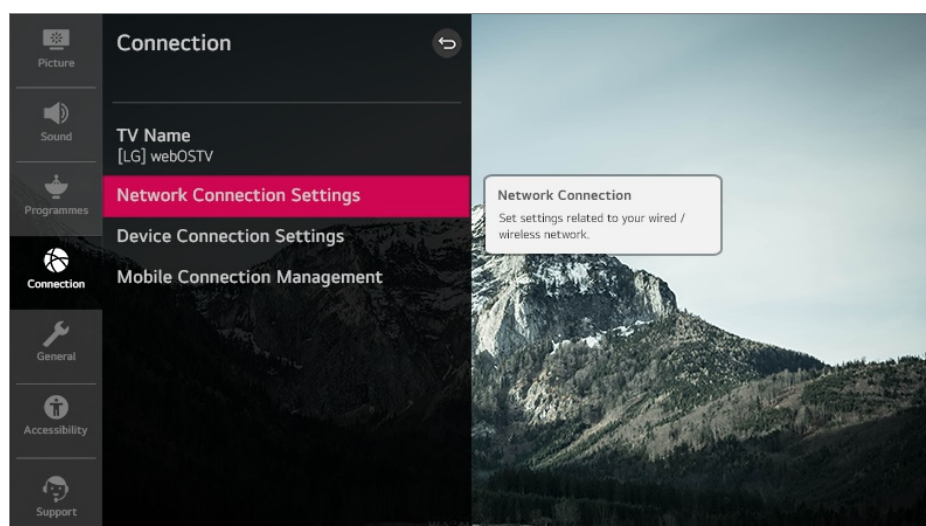 Picture
Sound
Programmes
Connection
General
Accessibility
Support
Connection
TV Name
[LG] webOSTV
Network Connection Settings
Device Connection Settings
Mobile Connection Management
Network Connection
Set settings related to your wired /
wireless network.